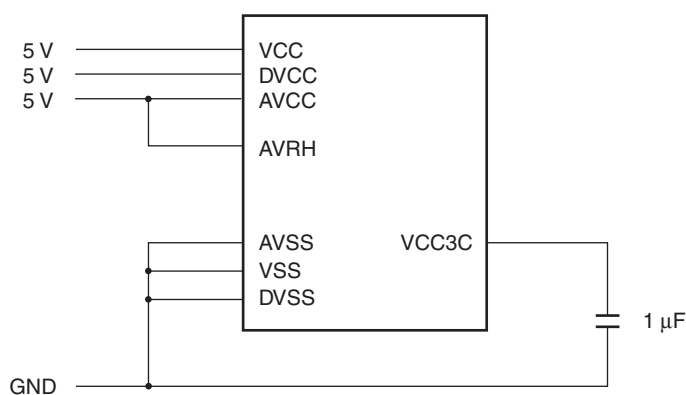 5 V VCC
5 V DVCC
5 V AVCC
AVRH
AVSS VCC3C
VSS
DVSS
1 μF
GND